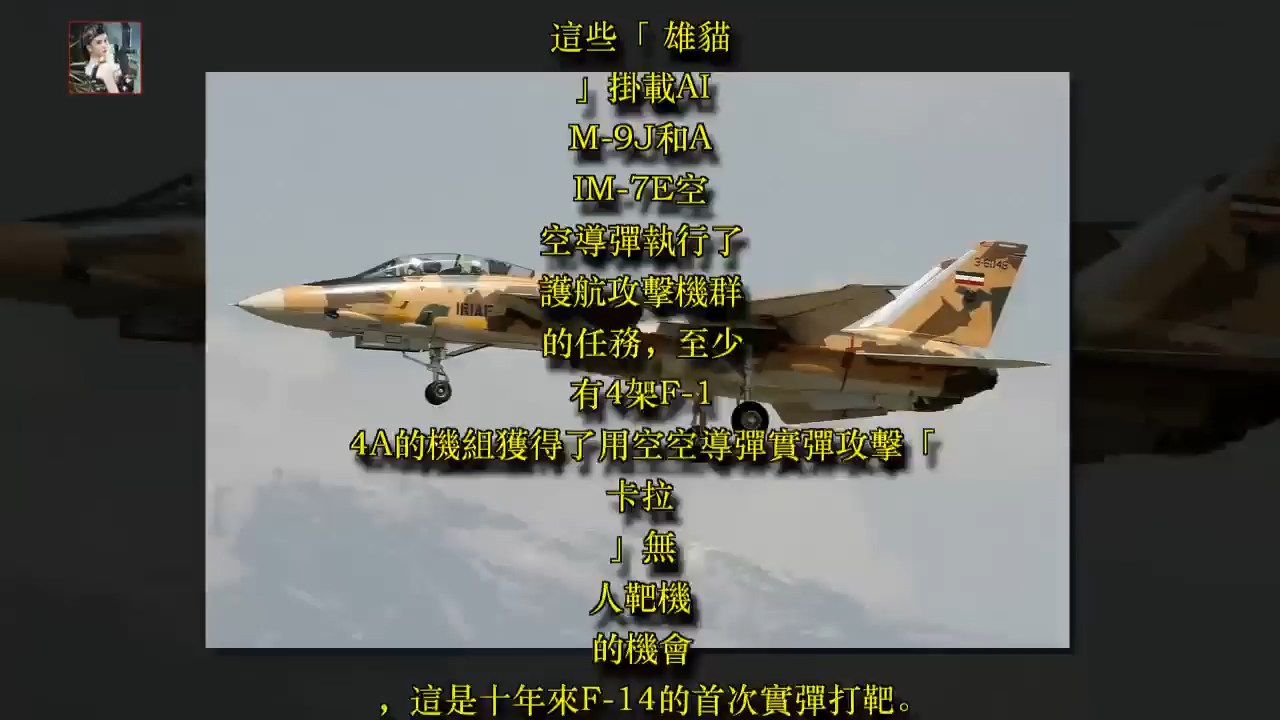 這些「 雄貓
」掛載AI
M-9J和A
IM-7E空
空導彈執行了
護航攻擊機群
的任務，至少
有4架F-1
4A的機組獲得了用空空導彈實彈攻擊「
卡拉
」無
人靶機
的機會
，這是十年來F-14的首次實彈打靶。
IRIAF
3-6046